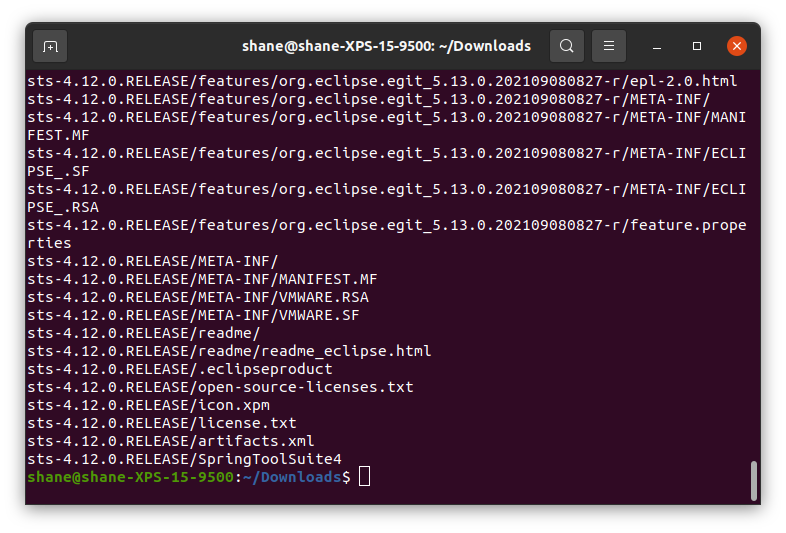 shane@shane-XPS-15-9500: ~/Downloads
sts-4.12.0.RELEASE/features/org.eclipse.egit_5.13.0.202109080827-r/epl-2.0.html
sts-4.12.0.RELEASE/features/org.eclipse.egit_5.13.0.202109080827-r/META-INF/
sts-4.12.0.RELEASE/features/org.eclipse.egit_5.13.0.202109080827-r/META-INF/MANI
FEST.MF
sts-4.12.0.RELEASE/features/org.eclipse.egit_5.13.0.202109080827-r/META-INF/ECLI
PSE_.SF
sts-4.12.0.RELEASE/features/org.eclipse.egit_5.13.0.202109080827-r/META-INF/ECLI
PSE_.RSA
sts-4.12.0.RELEASE/features/org.eclipse.egit_5.13.0.202109080827-r/feature.prope
rties
sts-4.12.0.RELEASE/META-INF/
sts-4.12.0.RELEASE/META-INF/MANIFEST.MF
sts-4.12.0.RELEASE/META-INF/VMWARE.RSA
sts-4.12.0.RELEASE/META-INF/VMWARE.SF
sts-4.12.0.RELEASE/readme/
sts-4.12.0.RELEASE/readme/readme_eclipse.html
sts-4.12.0.RELEASE/.eclipseproduct
sts-4.12.0.RELEASE/open-source-licenses.txt
sts-4.12.0.RELEASE/icon.xpm
sts-4.12.0.RELEASE/license.txt
sts-4.12.0.RELEASE/artifacts.xml
sts-4.12.0.RELEASE/SpringToolSuite4
shane@shane-XPS-15-9500:~/Downloads$